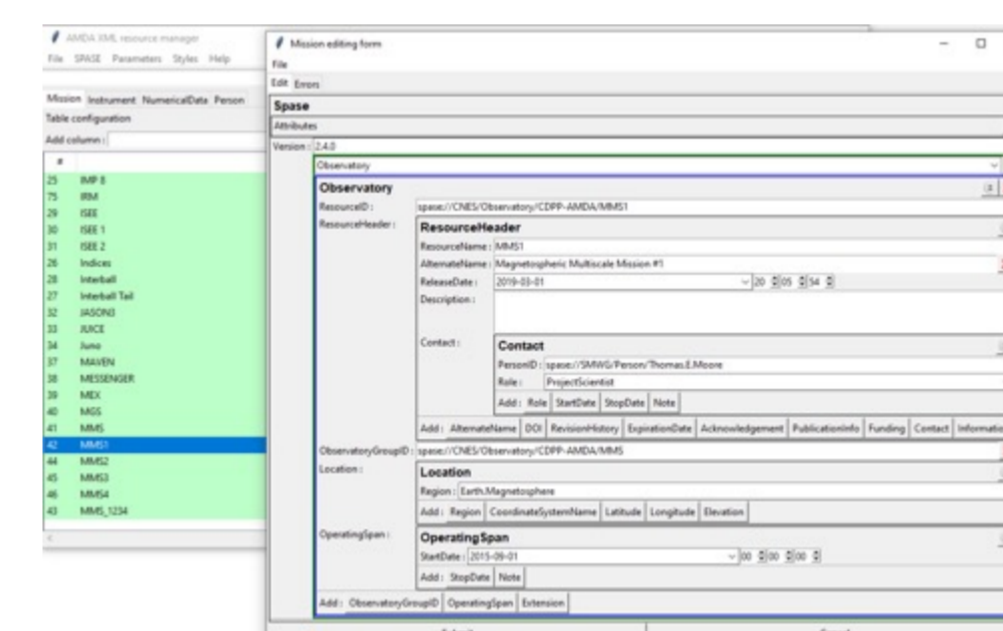 AMDA XML resource manager
File SPASE Parameters Styles Help
Mission Instrument NumericalData Person
Table configuration
Add column :
#
25 IMP 8
75 IRM
29 ISEE
30 ISEE 1
31 ISEE 2
26 Indices
28 Interball
27 Interball Tail
32 JASON3
33 JUICE
34 Juno
37 MAVEN
38 MESSENGER
39 MEX
40 MGS
41 MMS
42 MMS1
44 MMS2
45 MMS3
46 MMS4
43 MMS_1234
Mission editing form
File
Edit Errors
Spase
Attributes
Version : 2.4.0
Observatory
Observatory
ResourceID : spase://CNES/Observatory/CDPP-AMDA/MMS1
ResourceHeader :
ResourceHeader
ResourceName : MMS1
AlternateName : Magnetospheric Multiscale Mission #1
ReleaseDate : 2019-03-01 20 05 54
Description :
Contact :
Contact
PersonID : spase://SMWG/Person/Thomas.E.Moore
Role : ProjectScientist
Add : Role StartDate StopDate Note
Add : AlternateName DOI RevisionHistory ExpirationDate Acknowledgement PublicationInfo Funding Contact Informatio
ObservatoryGroupID : spase://CNES/Observatory/CDPP-AMDA/MMS
Location :
Location
Region : Earth.Magnetosphere
Add : Region CoordinateSystemName Latitude Longitude Elevation
OperatingSpan :
OperatingSpan
StartDate : 2015-09-01 00 00 00
Add : StopDate Note
Add : ObservatoryGroupID OperatingSpan Extension